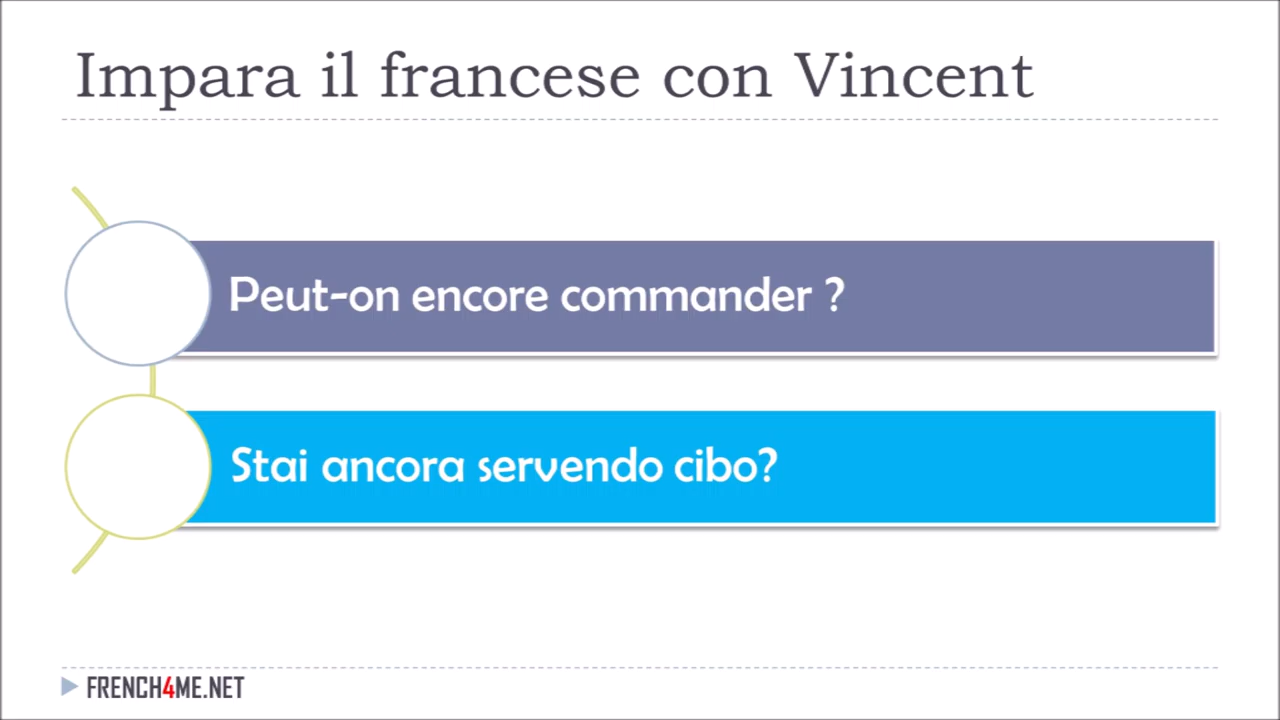 Impara il francese con Vincent
Peut-on encore commander ?
Stai ancora servendo cibo?
FRENCH4ME.NET